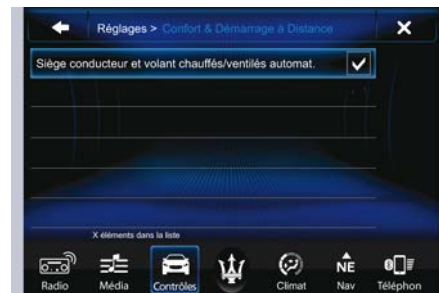 Réglages > Confort & Démarrage à Distance
Siège conducteur et volant chauffés/ventilés automat.
X éléments dans la liste
Radio
Média
Contrôles
Climat
NE
Nav
Téléphon